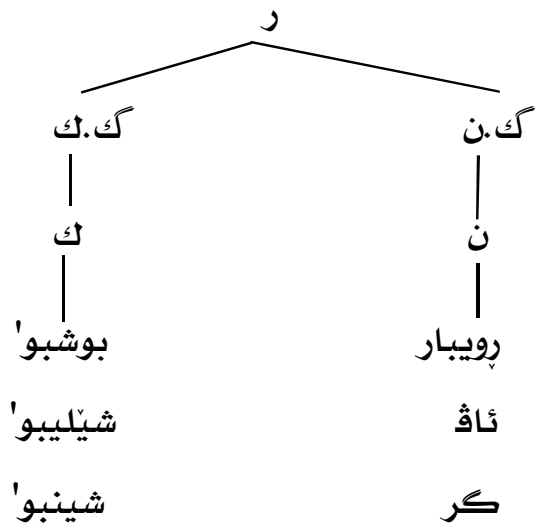 ر
گ.ن گ.ك
ن ك
ڕویبار بوشبو'
ئاڤ شێلیبو'
گر شینبو'